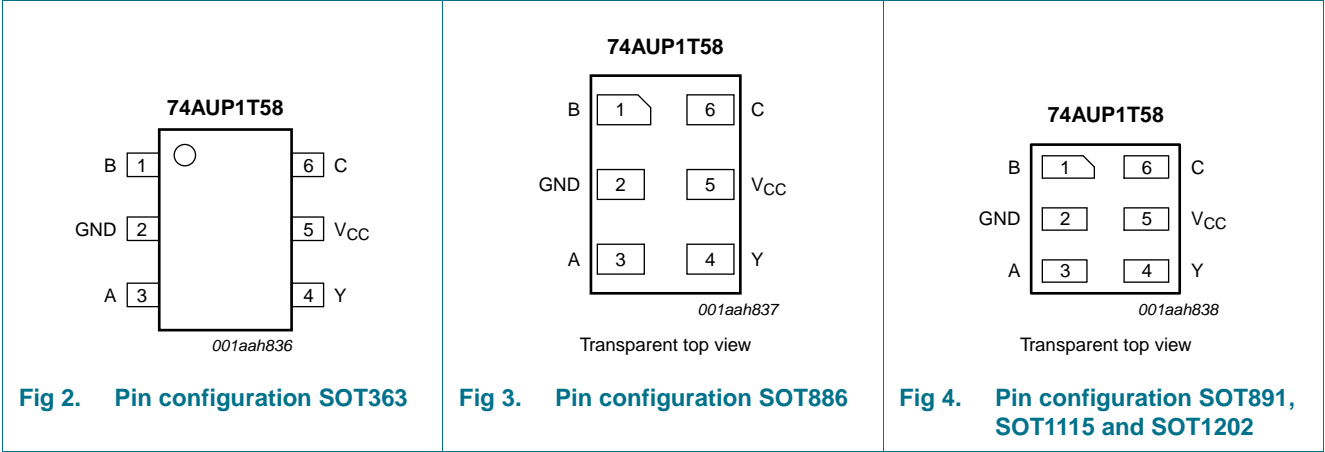 74AUP1T58
B 1 6 C
GND 2 5 VCC
A 3 4 Y
001aah836
Fig 2. Pin configuration SOT363
74AUP1T58
B 1 6 C
GND 2 5 VCC
A 3 4 Y
001aah837
Transparent top view
Fig 3. Pin configuration SOT886
74AUP1T58
B 1 6 C
GND 2 5 VCC
A 3 4 Y
001aah838
Transparent top view
Fig 4. Pin configuration SOT891,
SOT1115 and SOT1202